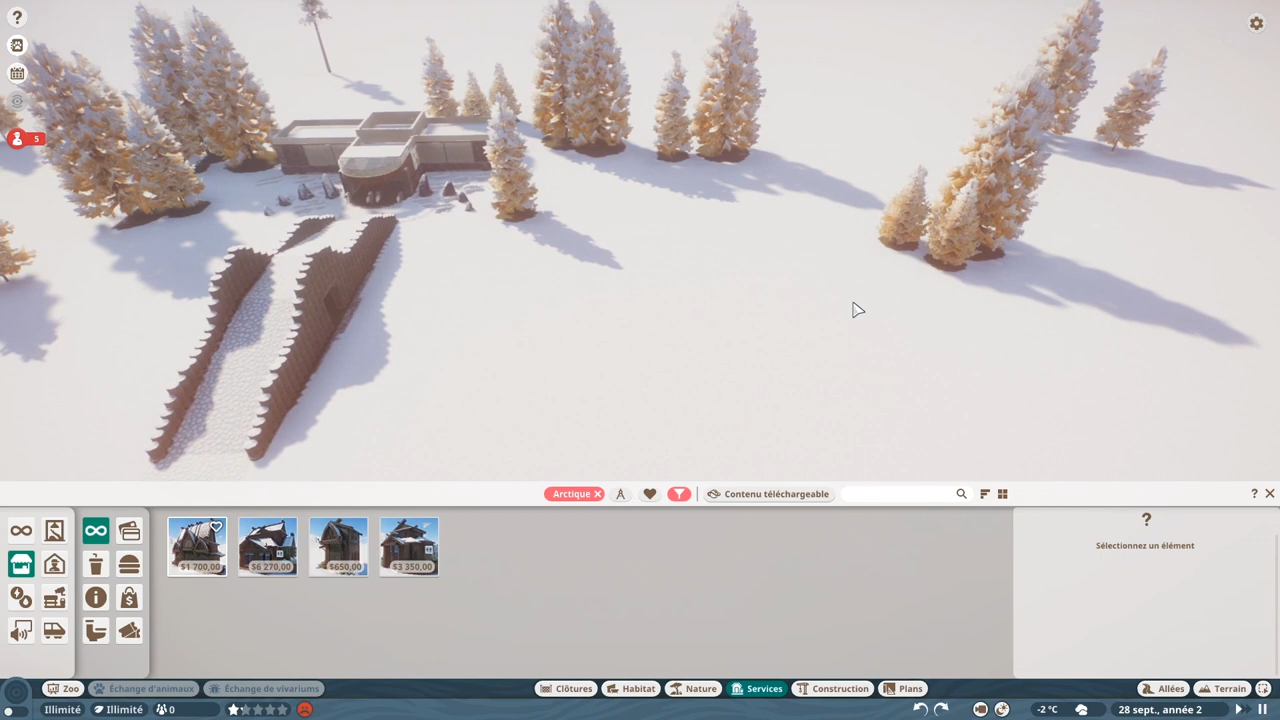 ?
5
Arctique ✕
Contenu téléchargeable
?
$1 700,00
$6 270,00
$650,00
$3 350,00
?
Sélectionnez un élément
Zoo
Échange d'animaux
Échange de vivariums
Clôtures
Habitat
Nature
Services
Construction
Plans
Allées
Terrain
Illimité
Illimité
0
-2 °C
28 sept., année 2